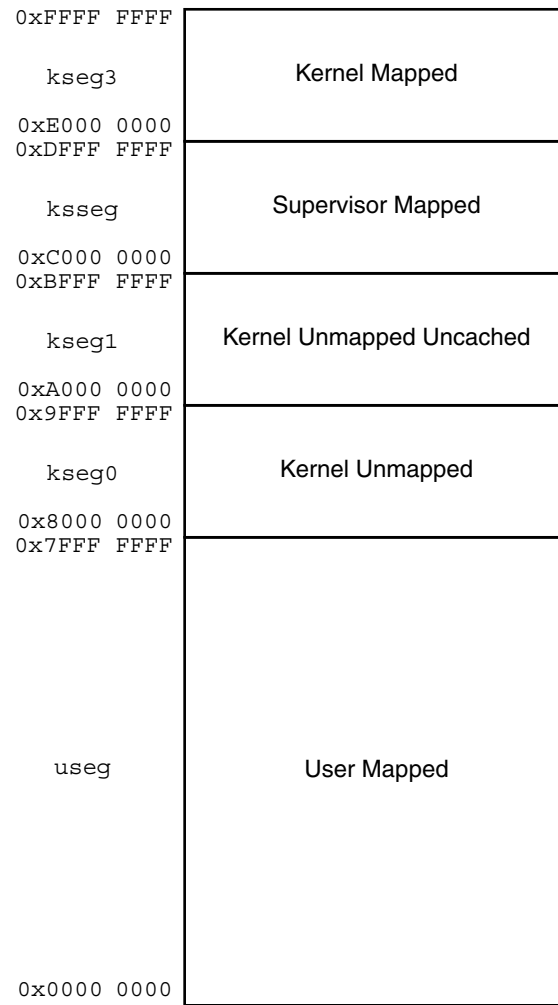 0xFFFF FFFF
kseg3
Kernel Mapped
0xE000 0000
0xDFFF FFFF
ksseg
Supervisor Mapped
0xC000 0000
0xBFFF FFFF
kseg1
Kernel Unmapped Uncached
0xA000 0000
0x9FFF FFFF
kseg0
Kernel Unmapped
0x8000 0000
0x7FFF FFFF
useg
User Mapped
0x0000 0000